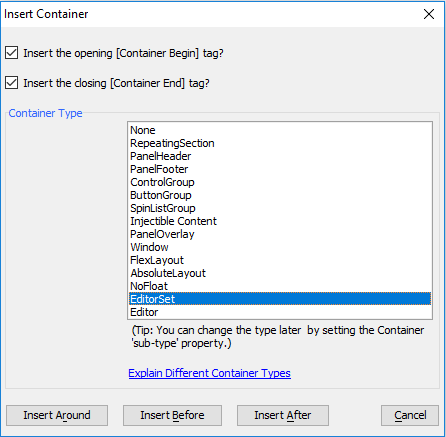 Insert Container
Insert the opening [Container Begin] tag?
Insert the closing [Container End] tag?
Container Type
None
RepeatingSection
PanelHeader
PanelFooter
ControlGroup
ButtonGroup
SpinListGroup
Injectible Content
PanelOverlay
Window
FlexLayout
AbsoluteLayout
NoFloat
EditorSet
Editor
(Tip: You can change the type later by setting the Container
'sub-type' property.)
Explain Different Container Types
Insert Around Insert Before Insert After Cancel